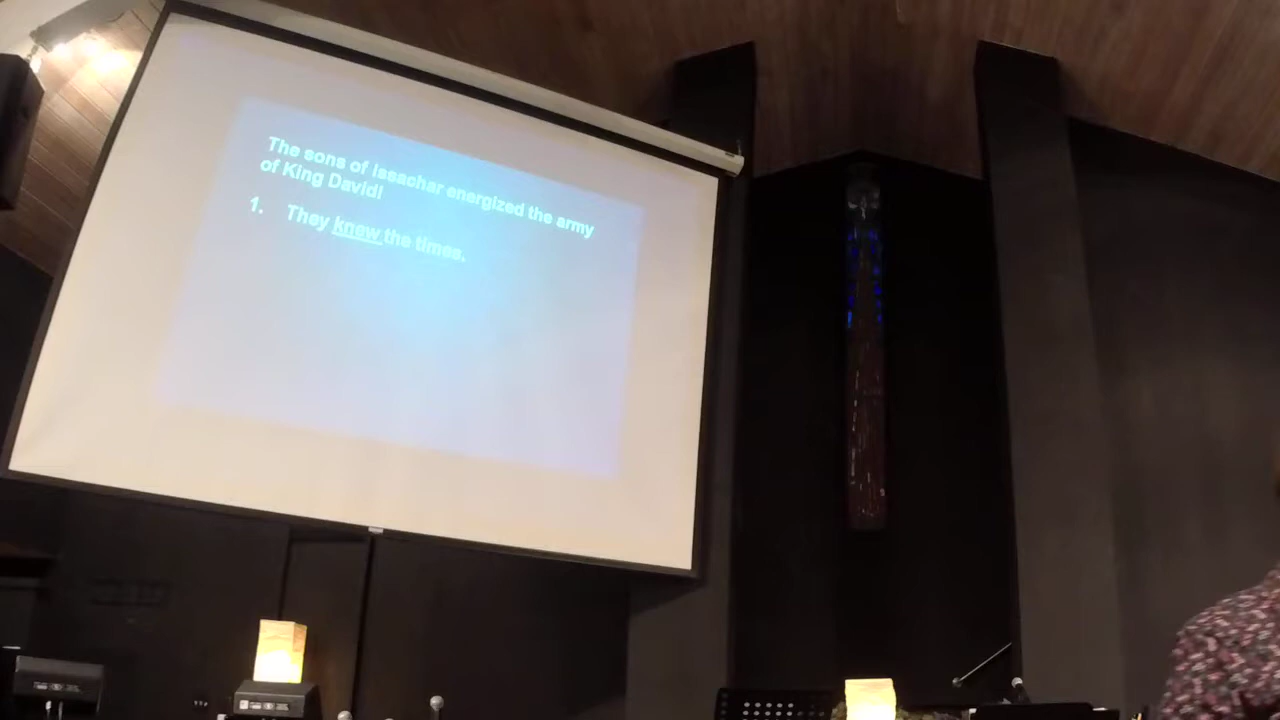 The sons of Issachar energized the army
of King David!
1. They knew the times.